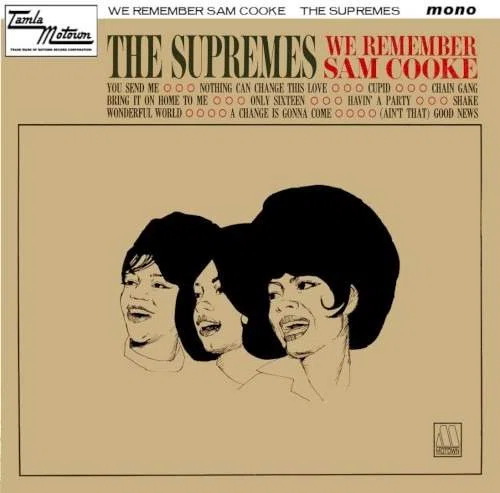 WE REMEMBER SAM COOKE THE SUPREMES mono
Tamla
Motown
TRADE MARK OF MOTOWN RECORD CORPORATION
THE SUPREMES WE REMEMBER
SAM COOKE
YOU SEND ME ○○○ NOTHING CAN CHANGE THIS LOVE ○○○ CUPID ○○○ CHAIN GANG
BRING IT ON HOME TO ME ○○○ ONLY SIXTEEN ○○○ HAVIN' A PARTY ○○○ SHAKE
WONDERFUL WORLD ○○○○ A CHANGE IS GONNA COME ○○○○ (AIN'T THAT) GOOD NEWS
M
MOTOWN